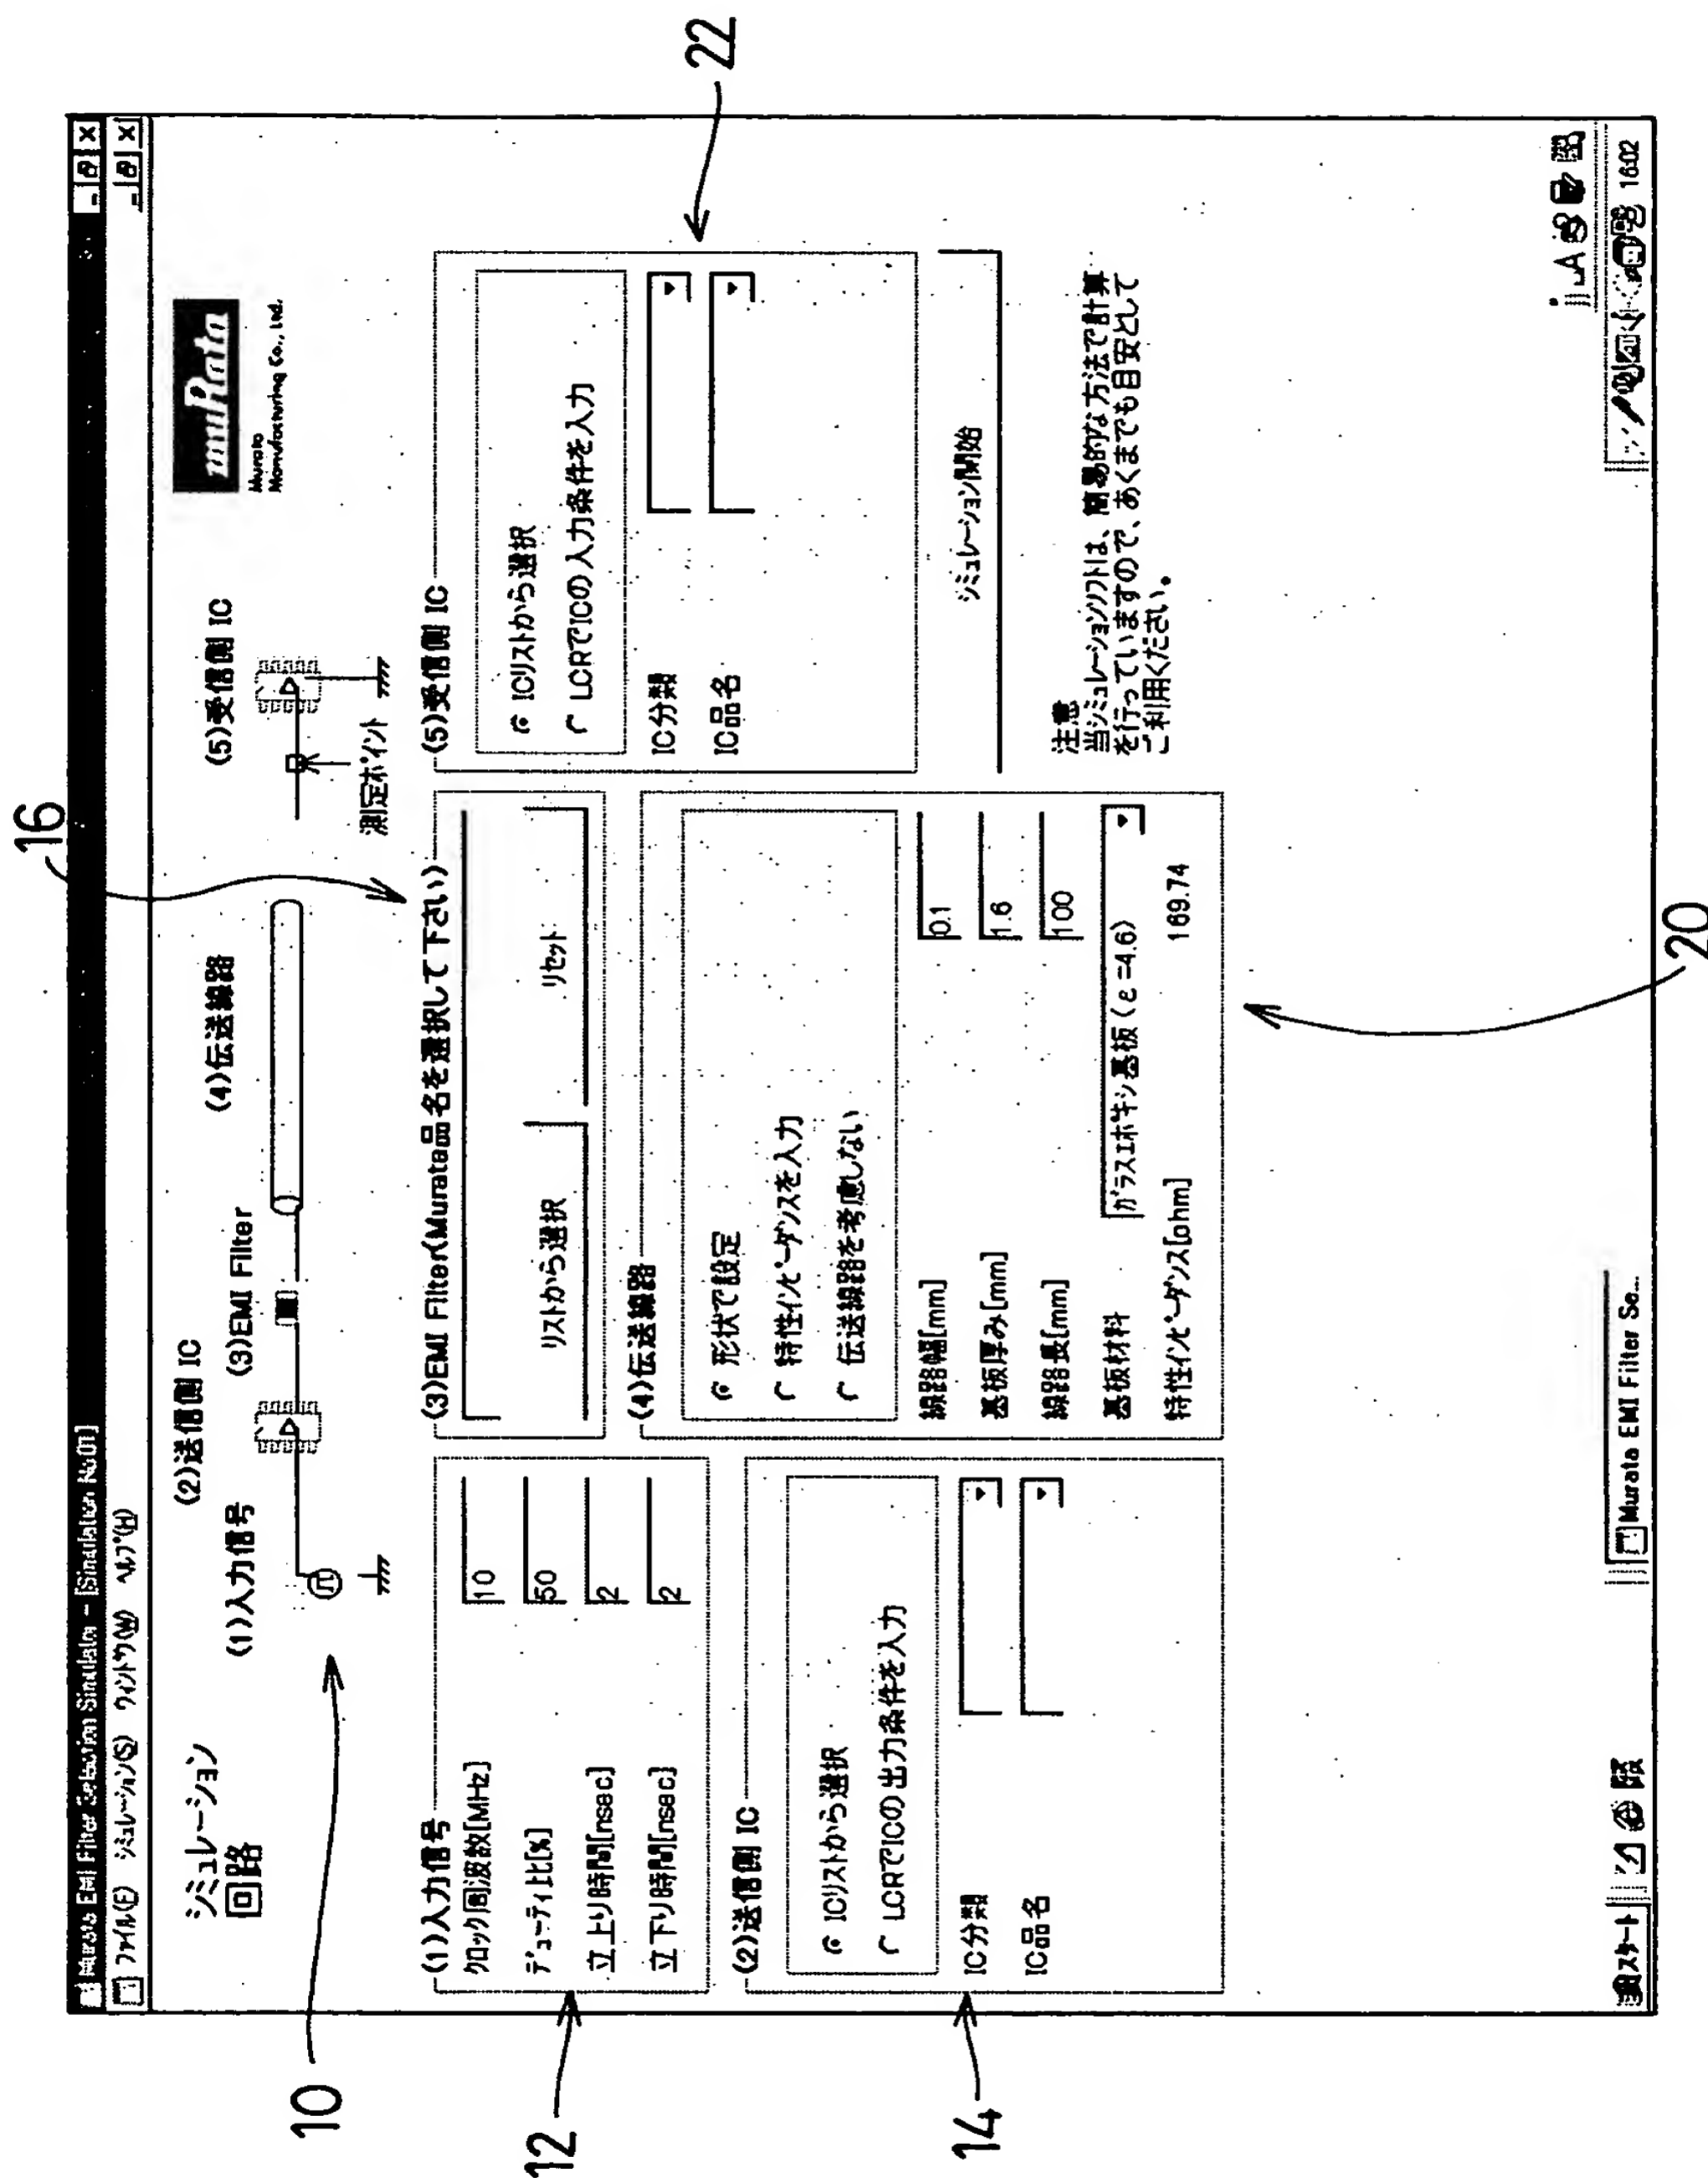 Murata EMI Filter Selection Simulator - [Simulation No.01]
ファイル(F) シミュレーション(S) ウィンドウ(W) ヘルプ(H)
シミュレーション
回路
(1)入力信号
(2)送信側 IC
(3)EMI Filter
(4)伝送線路
(5)受信側 IC
測定ポイント
muRata
Murata
Manufacturing Co., Ltd.
(1)入力信号
クロック周波数[MHz] 10
デューティ比[%] 50
立上り時間[nsec] 2
立下り時間[nsec] 2
(2)送信側 IC
ICリストから選択
LCRでICの出力条件を入力
IC分類
IC品名
(3)EMI Filter(Murata品名を選択して下さい)
リストから選択 リセット
(4)伝送線路
形状で設定
特性インピーダンスを入力
伝送線路を考慮しない
線路幅[mm] 0.1
基板厚み[mm] 1.6
線路長[mm] 100
基板材料 ガラスエポキシ基板(ε=4.6)
特性インピーダンス[ohm] 169.74
(5)受信側 IC
ICリストから選択
LCRでICの入力条件を入力
IC分類
IC品名
シミュレーション開始
注意
当シミュレーションソフトは、簡易的な方法で計算
を行っていますので、あくまでも目安として
ご利用ください。
スタート
Murata EMI Filter Se...
16:02
10
12
14
16
20
22